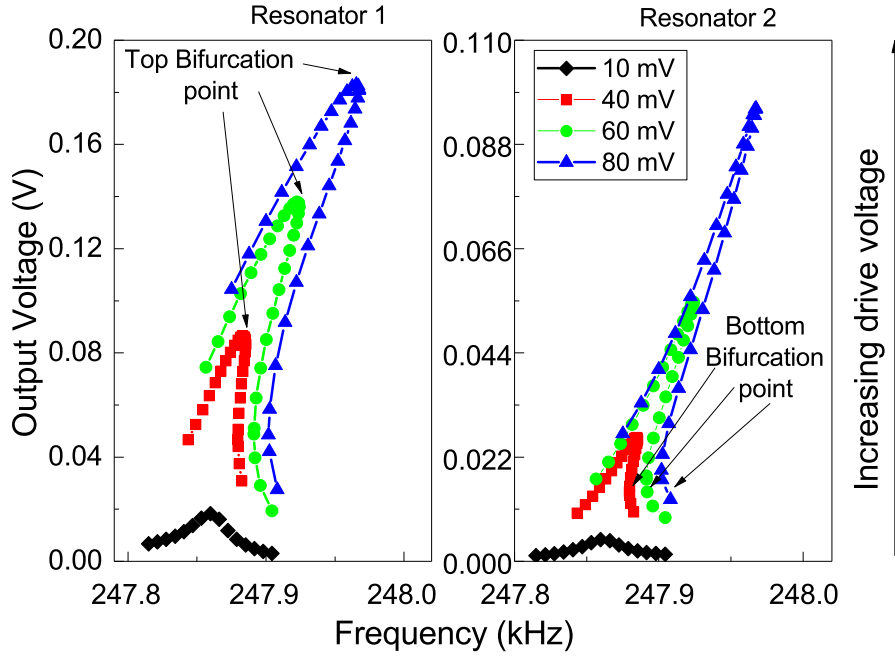 Resonator 1
Resonator 2
0.20
0.16
0.12
0.08
0.04
0.00
Output Voltage (V)
Top Bifurcation
point
247.8
247.9
248.0
0.110
0.088
0.066
0.044
0.022
0.000
10 mV
40 mV
60 mV
80 mV
Bottom
Bifurcation
point
247.8
247.9
248.0
Frequency (kHz)
Increasing drive voltage